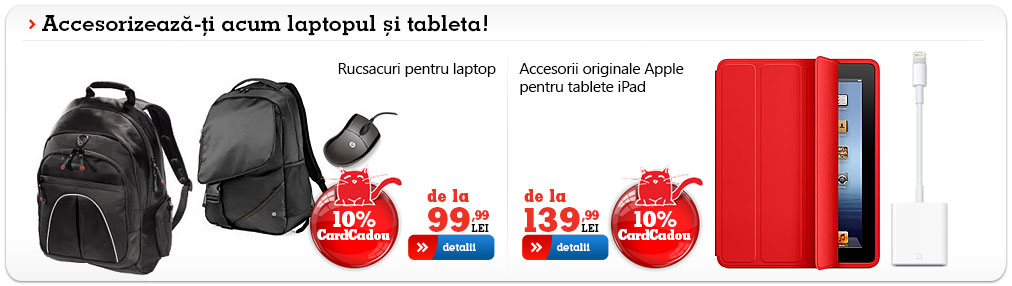 Accesorizează-ți acum laptopul și tableta!
Rucsacuri pentru laptop
10%
CardCadou
de la
99,99
LEI
detalii
Accesorii originale Apple
pentru tablete iPad
de la
139,99
LEI
detalii
10%
CardCadou